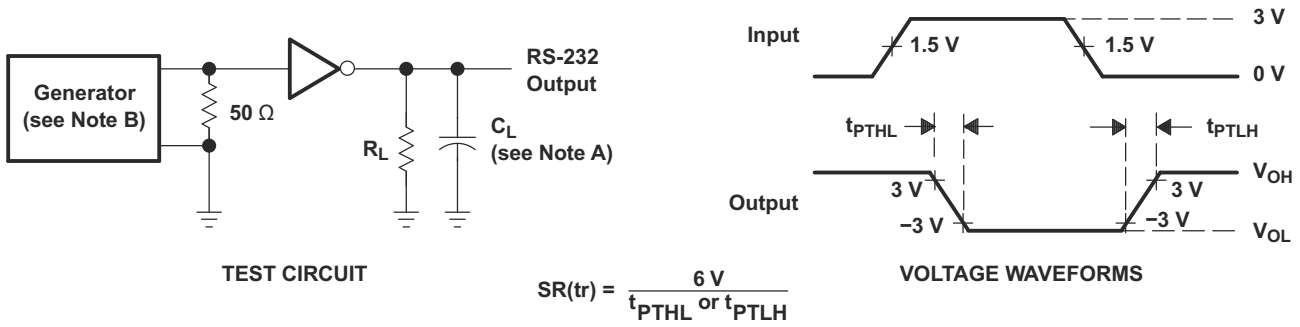 Generator
(see Note B)
50 Ω
RS-232
Output
R_L
C_L
(see Note A)
TEST CIRCUIT
Input
1.5 V
1.5 V
3 V
0 V
t_PTHL
t_PTLH
Output
3 V
−3 V
3 V
−3 V
V_OH
V_OL
VOLTAGE WAVEFORMS
SR(tr) = 6 V / t_PTHL or t_PTLH